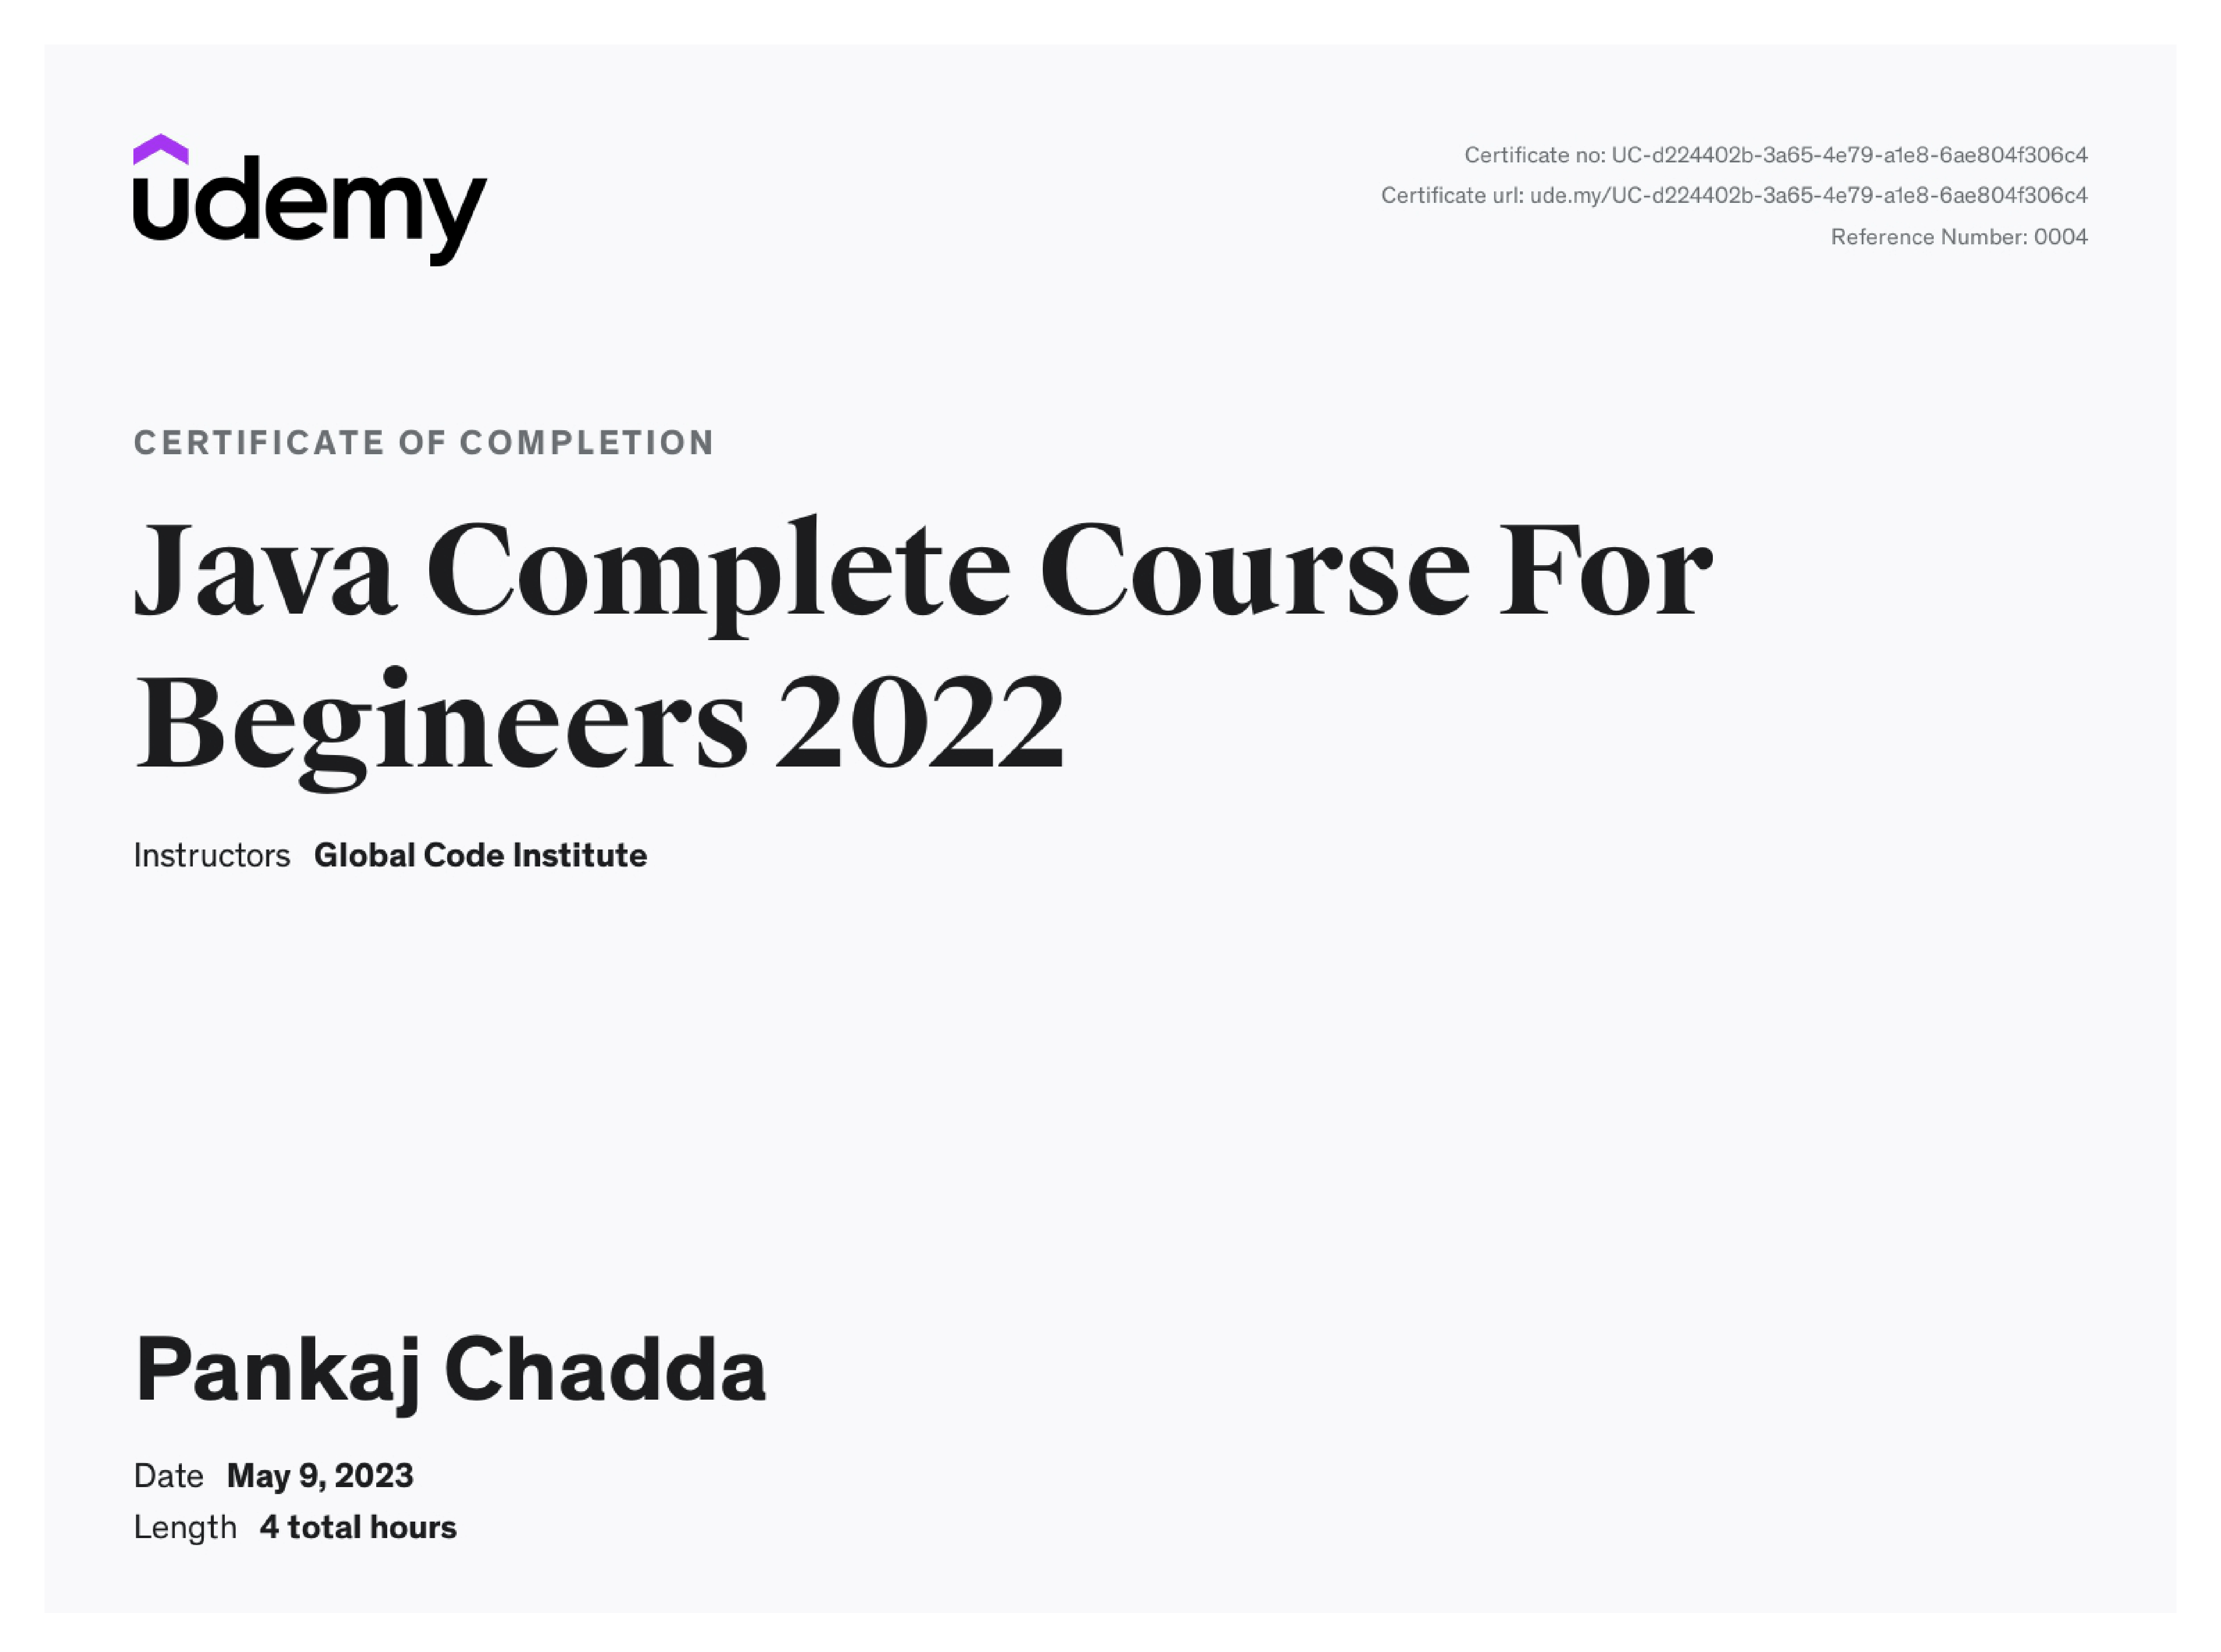 udemy
Certificate no: UC-d224402b-3a65-4e79-a1e8-6ae804f306c4
Certificate url: ude.my/UC-d224402b-3a65-4e79-a1e8-6ae804f306c4
Reference Number: 0004
CERTIFICATE OF COMPLETION
Java Complete Course For
Begineers 2022
Instructors Global Code Institute
Pankaj Chadda
Date May 9, 2023
Length 4 total hours